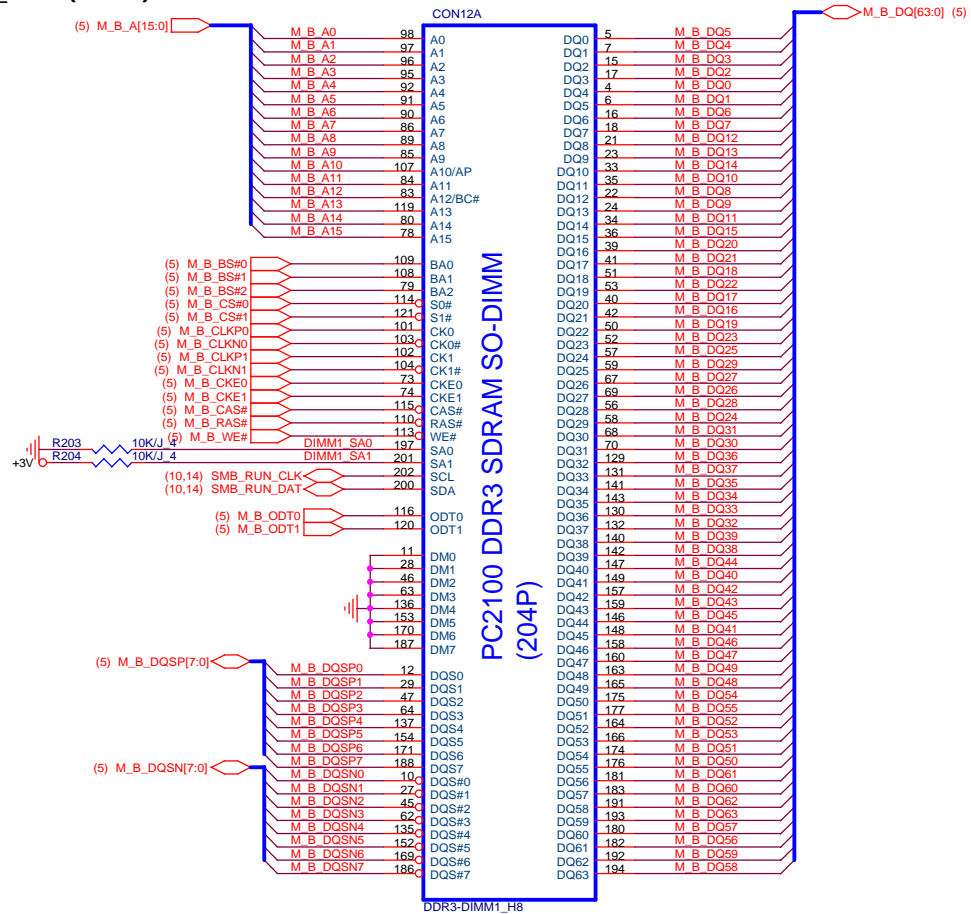 CON12A
(5) M_B_A[15:0]
M_B_A0 98 A0
M_B_A1 97 A1
M_B_A2 96 A2
M_B_A3 95 A3
M_B_A4 92 A4
M_B_A5 91 A5
M_B_A6 90 A6
M_B_A7 86 A7
M_B_A8 89 A8
M_B_A9 85 A9
M_B_A10 107 A10/AP
M_B_A11 84 A11
M_B_A12 83 A12/BC#
M_B_A13 119 A13
M_B_A14 80 A14
M_B_A15 78 A15
(5) M_B_BS#0 109 BA0
(5) M_B_BS#1 108 BA1
(5) M_B_BS#2 79 BA2
(5) M_B_CS#0 114 S0#
(5) M_B_CS#1 121 S1#
(5) M_B_CLKP0 101 CK0
(5) M_B_CLKN0 103 CK0#
(5) M_B_CLKP1 102 CK1
(5) M_B_CLKN1 104 CK1#
(5) M_B_CKE0 73 CKE0
(5) M_B_CKE1 74 CKE1
(5) M_B_CAS# 115 CAS#
(5) M_B_RAS# 110 RAS#
(5) M_B_WE# 113 WE#
R203 10K/J_4 DIMM1_SA0 197 SA0
+3V R204 10K/J_4 DIMM1_SA1 201 SA1
(10,14) SMB_RUN_CLK 202 SCL
(10,14) SMB_RUN_DAT 200 SDA
(5) M_B_ODT0 116 ODT0
(5) M_B_ODT1 120 ODT1
11 DM0
28 DM1
46 DM2
63 DM3
136 DM4
153 DM5
170 DM6
187 DM7
(5) M_B_DQSP[7:0]
M_B_DQSP0 12 DQS0
M_B_DQSP1 29 DQS1
M_B_DQSP2 47 DQS2
M_B_DQSP3 64 DQS3
M_B_DQSP4 137 DQS4
M_B_DQSP5 154 DQS5
M_B_DQSP6 171 DQS6
M_B_DQSP7 188 DQS7
(5) M_B_DQSN[7:0]
M_B_DQSN0 10 DQS#0
M_B_DQSN1 27 DQS#1
M_B_DQSN2 45 DQS#2
M_B_DQSN3 62 DQS#3
M_B_DQSN4 135 DQS#4
M_B_DQSN5 152 DQS#5
M_B_DQSN6 169 DQS#6
M_B_DQSN7 186 DQS#7
PC2100 DDR3 SDRAM SO-DIMM
(204P)
M_B_DQ[63:0] (5)
DQ0 5 M_B_DQ5
DQ1 7 M_B_DQ4
DQ2 15 M_B_DQ3
DQ3 17 M_B_DQ2
DQ4 4 M_B_DQ0
DQ5 6 M_B_DQ1
DQ6 16 M_B_DQ6
DQ7 18 M_B_DQ7
DQ8 21 M_B_DQ12
DQ9 23 M_B_DQ13
DQ10 33 M_B_DQ14
DQ11 35 M_B_DQ10
DQ12 22 M_B_DQ8
DQ13 24 M_B_DQ9
DQ14 34 M_B_DQ11
DQ15 36 M_B_DQ15
DQ16 39 M_B_DQ20
DQ17 41 M_B_DQ21
DQ18 51 M_B_DQ18
DQ19 53 M_B_DQ22
DQ20 40 M_B_DQ17
DQ21 42 M_B_DQ16
DQ22 50 M_B_DQ19
DQ23 52 M_B_DQ23
DQ24 57 M_B_DQ25
DQ25 59 M_B_DQ29
DQ26 67 M_B_DQ27
DQ27 69 M_B_DQ26
DQ28 56 M_B_DQ28
DQ29 58 M_B_DQ24
DQ30 68 M_B_DQ31
DQ31 70 M_B_DQ30
DQ32 129 M_B_DQ36
DQ33 131 M_B_DQ37
DQ34 141 M_B_DQ35
DQ35 143 M_B_DQ34
DQ36 130 M_B_DQ33
DQ37 132 M_B_DQ32
DQ38 140 M_B_DQ39
DQ39 142 M_B_DQ38
DQ40 147 M_B_DQ44
DQ41 149 M_B_DQ40
DQ42 157 M_B_DQ42
DQ43 159 M_B_DQ43
DQ44 146 M_B_DQ45
DQ45 148 M_B_DQ41
DQ46 158 M_B_DQ46
DQ47 160 M_B_DQ47
DQ48 163 M_B_DQ49
DQ49 165 M_B_DQ48
DQ50 175 M_B_DQ54
DQ51 177 M_B_DQ55
DQ52 164 M_B_DQ52
DQ53 166 M_B_DQ53
DQ54 174 M_B_DQ51
DQ55 176 M_B_DQ50
DQ56 181 M_B_DQ61
DQ57 183 M_B_DQ60
DQ58 191 M_B_DQ62
DQ59 193 M_B_DQ63
DQ60 180 M_B_DQ57
DQ61 182 M_B_DQ56
DQ62 192 M_B_DQ59
DQ63 194 M_B_DQ58
DDR3-DIMM1_H8